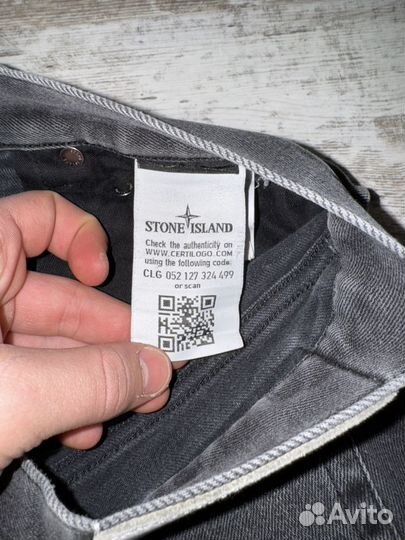 STONE ISLAND
Check the authenticity on
WWW.CERTILOGO.COM
using the following code:
CLG 052 127 324 499
or scan
Avito